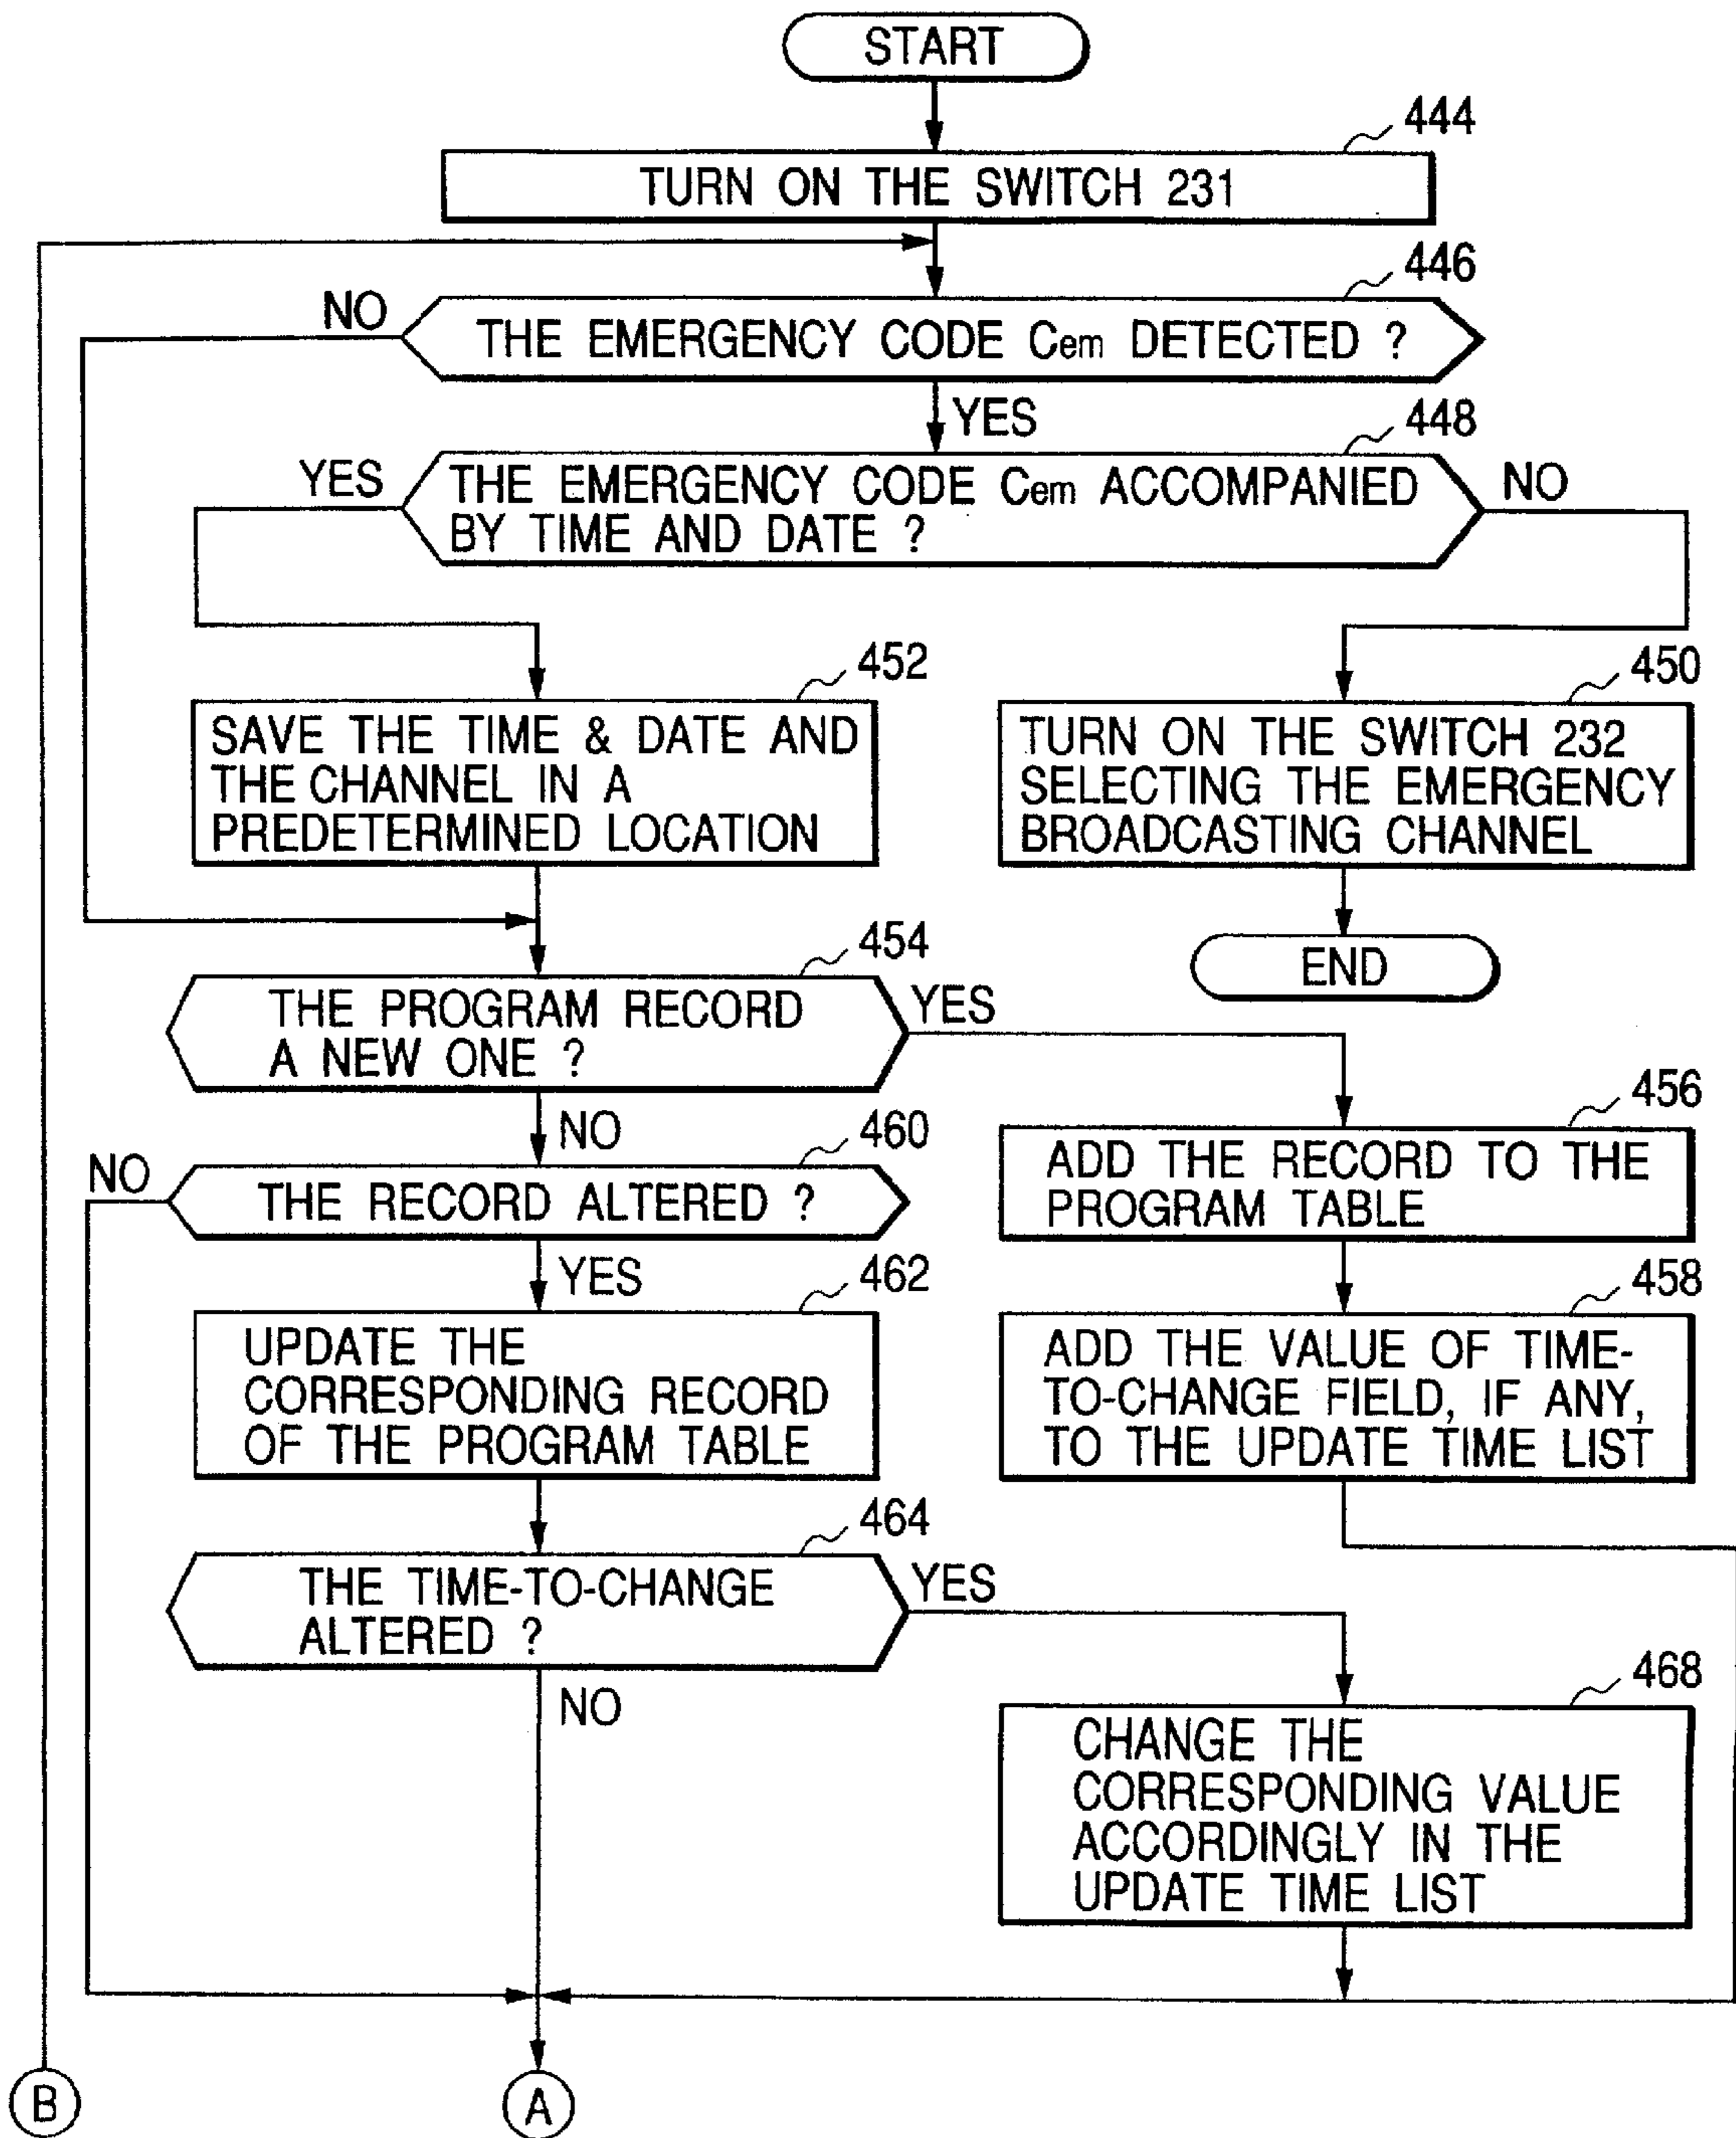 START
444
TURN ON THE SWITCH 231
446
NO
THE EMERGENCY CODE Cem DETECTED ?
YES
448
YES
THE EMERGENCY CODE Cem ACCOMPANIED
BY TIME AND DATE ?
NO
452
SAVE THE TIME & DATE AND
THE CHANNEL IN A
PREDETERMINED LOCATION
450
TURN ON THE SWITCH 232
SELECTING THE EMERGENCY
BROADCASTING CHANNEL
END
454
THE PROGRAM RECORD
A NEW ONE ?
YES
NO
456
ADD THE RECORD TO THE
PROGRAM TABLE
460
NO
THE RECORD ALTERED ?
YES
458
ADD THE VALUE OF TIME-
TO-CHANGE FIELD, IF ANY,
TO THE UPDATE TIME LIST
462
UPDATE THE
CORRESPONDING RECORD
OF THE PROGRAM TABLE
464
THE TIME-TO-CHANGE
ALTERED ?
YES
NO
468
CHANGE THE
CORRESPONDING VALUE
ACCORDINGLY IN THE
UPDATE TIME LIST
B
A